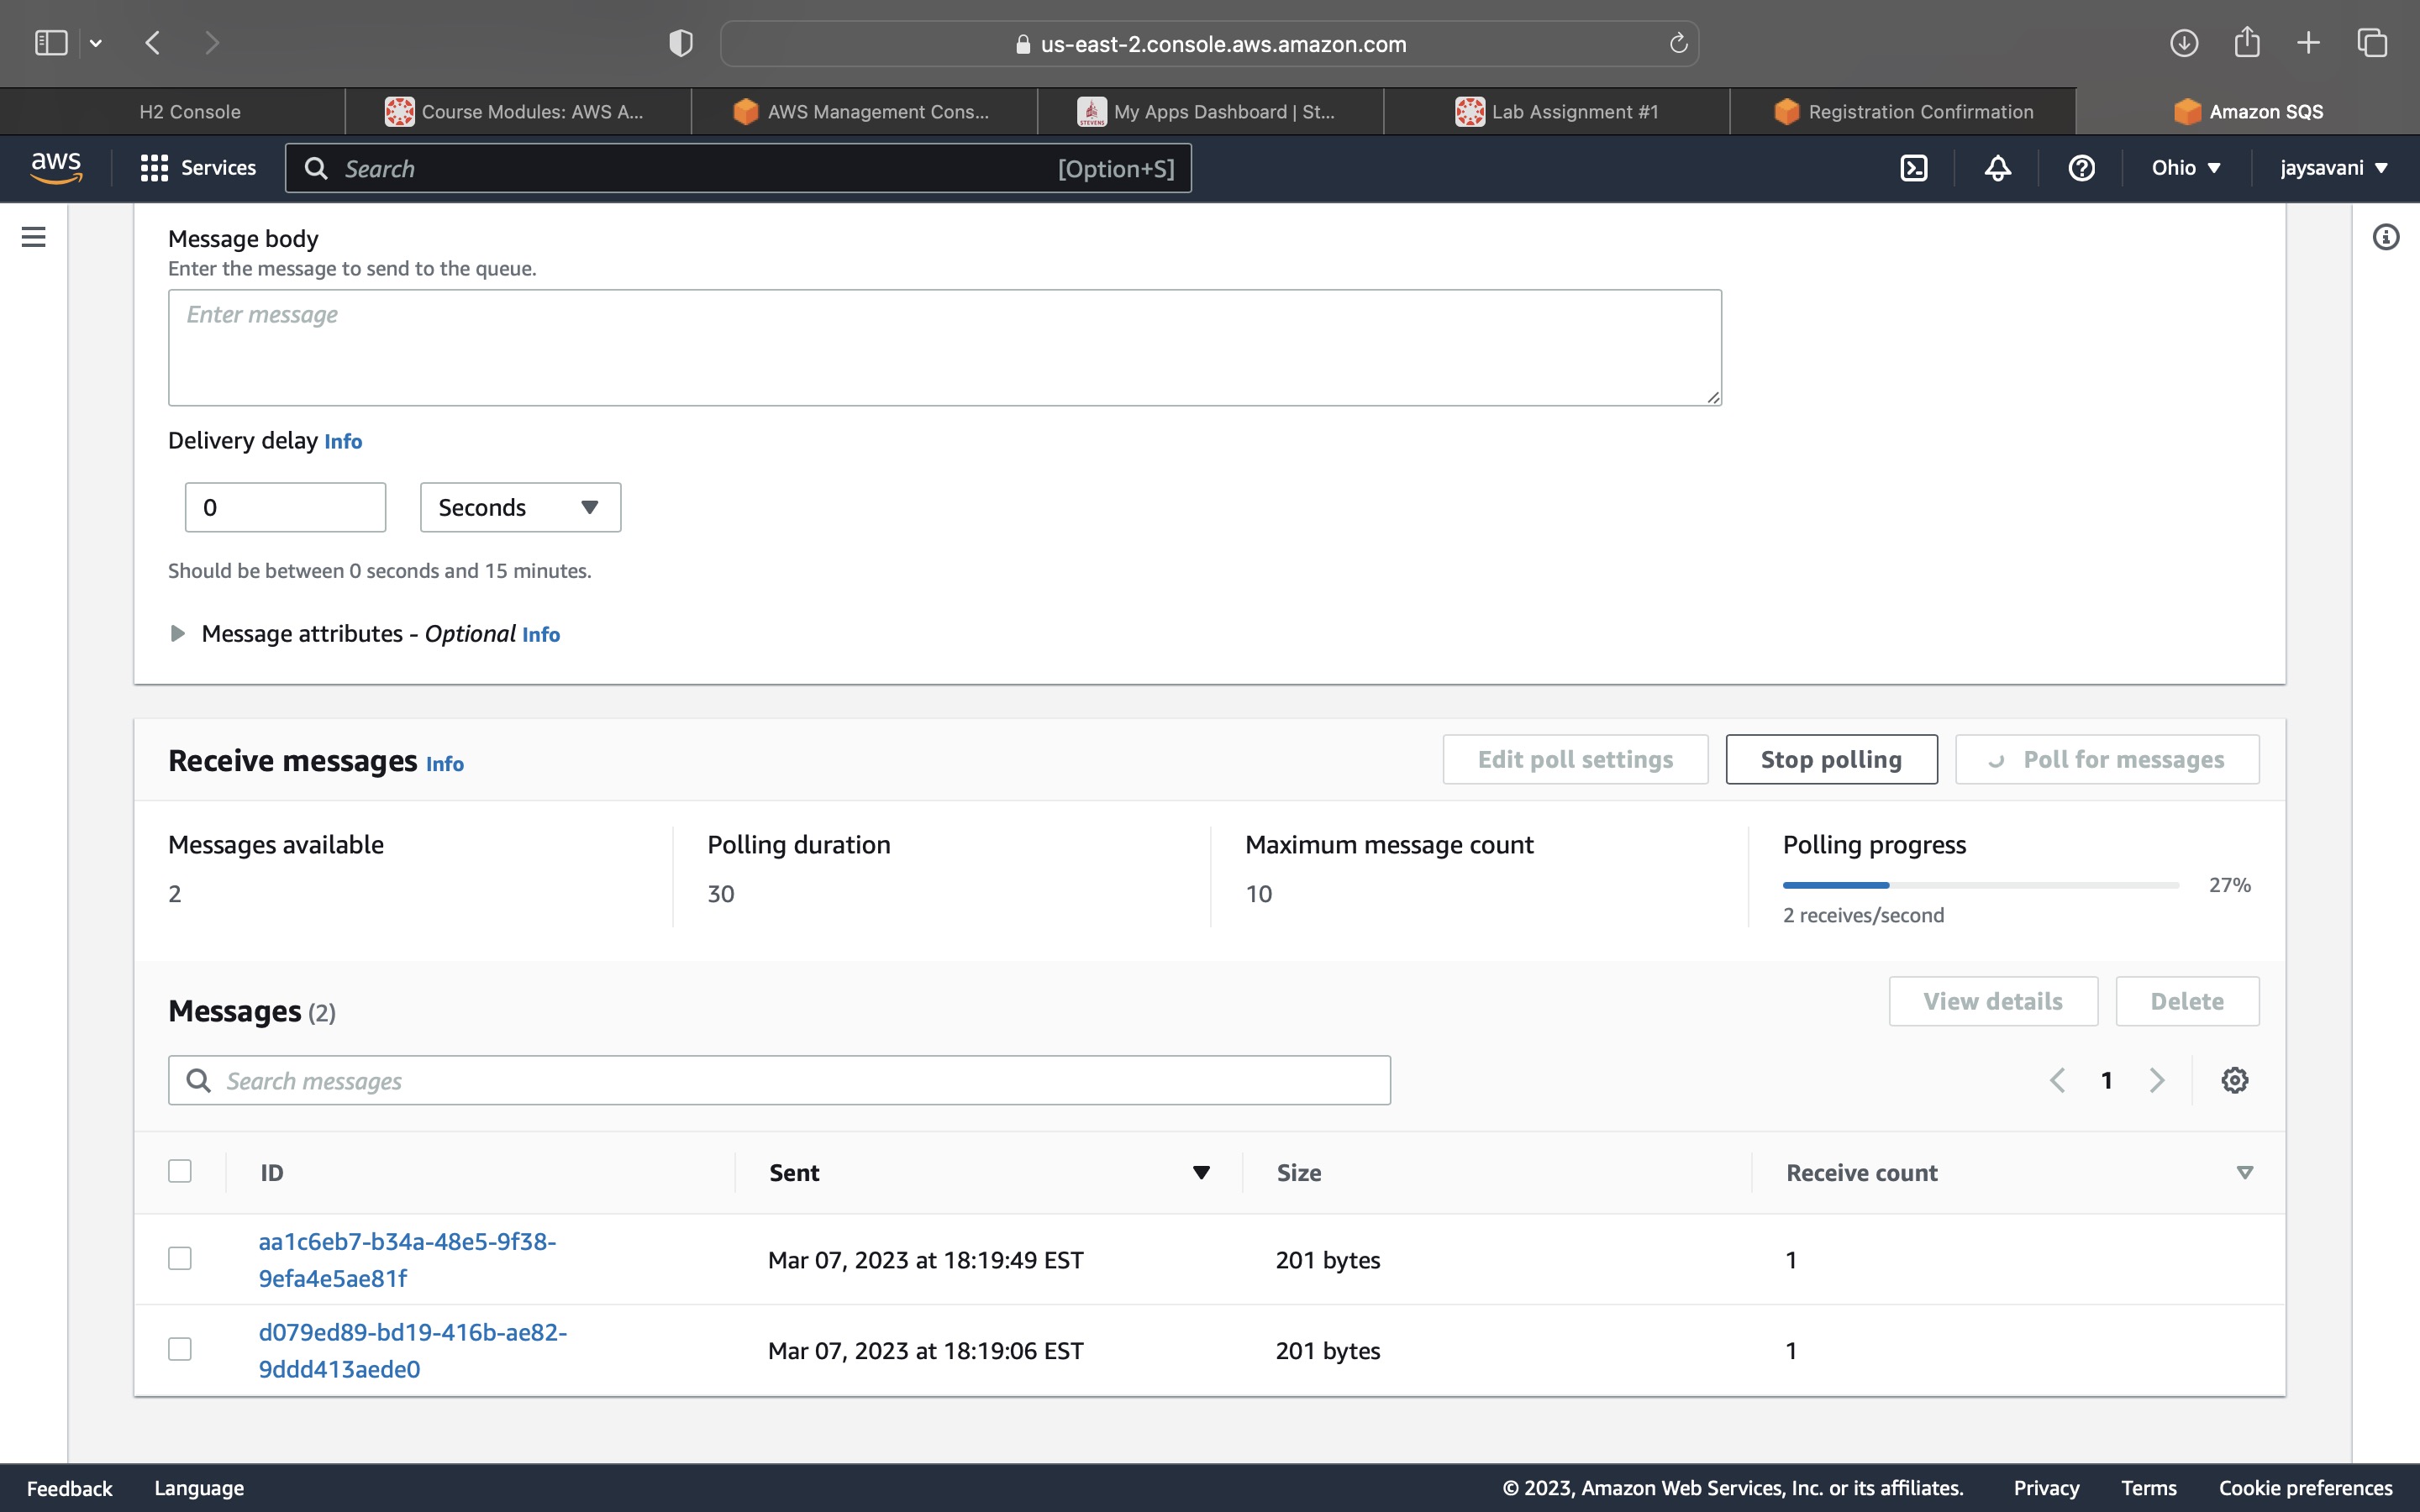 us-east-2.console.aws.amazon.com
H2 Console
Course Modules: AWS A...
AWS Management Cons...
STEVENS
My Apps Dashboard | St...
Lab Assignment #1
Registration Confirmation
Amazon SQS
aws
Services
Search
[Option+S]
Ohio
jaysavani
Message body
Enter the message to send to the queue.
Enter message
Delivery delay Info
0
Seconds
Should be between 0 seconds and 15 minutes.
Message attributes - Optional Info
Receive messages Info
Edit poll settings
Stop polling
Poll for messages
Messages available
2
Polling duration
30
Maximum message count
10
Polling progress
27%
2 receives/second
Messages (2)
View details
Delete
Search messages
1
ID
Sent
Size
Receive count
aa1c6eb7-b34a-48e5-9f38-
9efa4e5ae81f
Mar 07, 2023 at 18:19:49 EST
201 bytes
1
d079ed89-bd19-416b-ae82-
9ddd413aede0
Mar 07, 2023 at 18:19:06 EST
201 bytes
1
Feedback
Language
© 2023, Amazon Web Services, Inc. or its affiliates.
Privacy
Terms
Cookie preferences